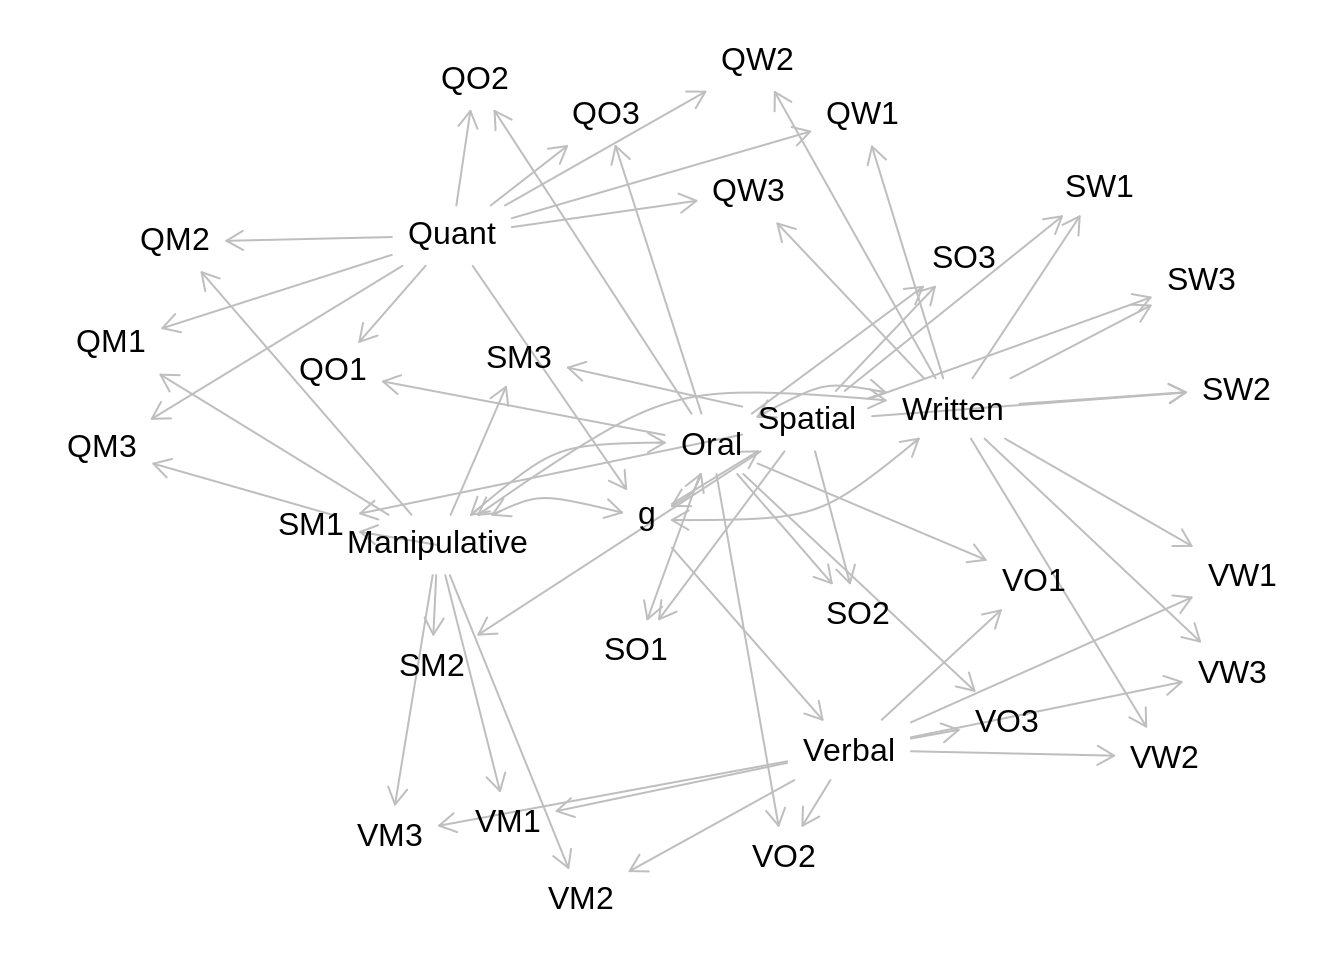 QW2
QO2
QO3
QW1
SW1
QW3
Quant
QM2
SO3
SW3
QM1
SM3
QO1
SW2
Written
Spatial
Oral
QM3
g
SM1
Manipulative
VW1
VO1
SO2
SO1
SM2
VW3
VO3
Verbal
VW2
VM1
VM3
VO2
VM2